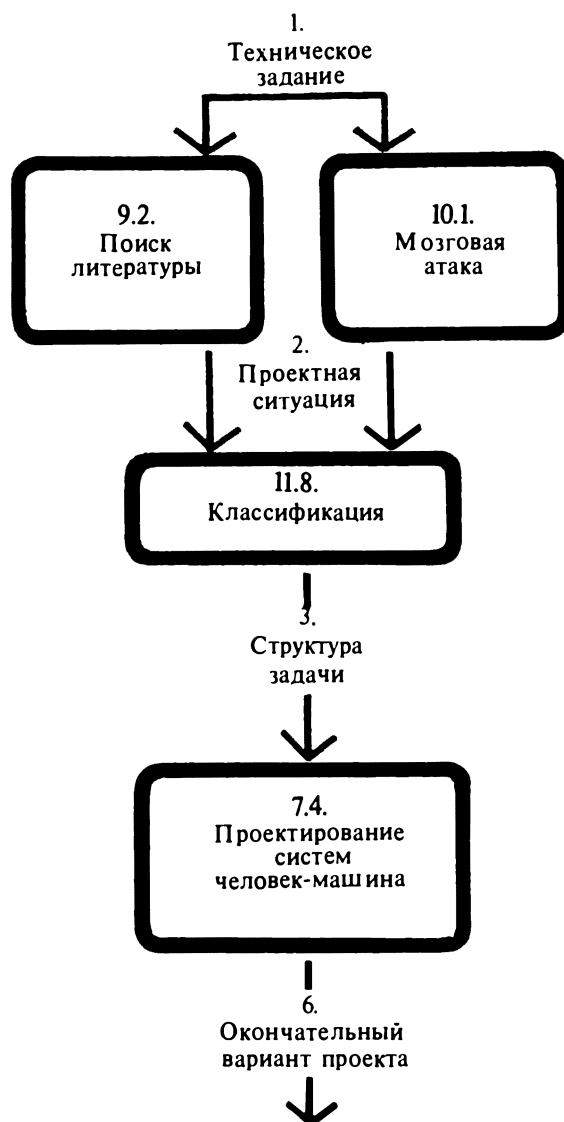 1.
Техническое
задание
9.2.
Поиск
литературы
10.1.
Мозговая
атака
2.
Проектная
ситуация
11.8.
Классификация
3.
Структура
задачи
7.4.
Проектирование
систем
человек-машина
6.
Окончательный
вариант проекта